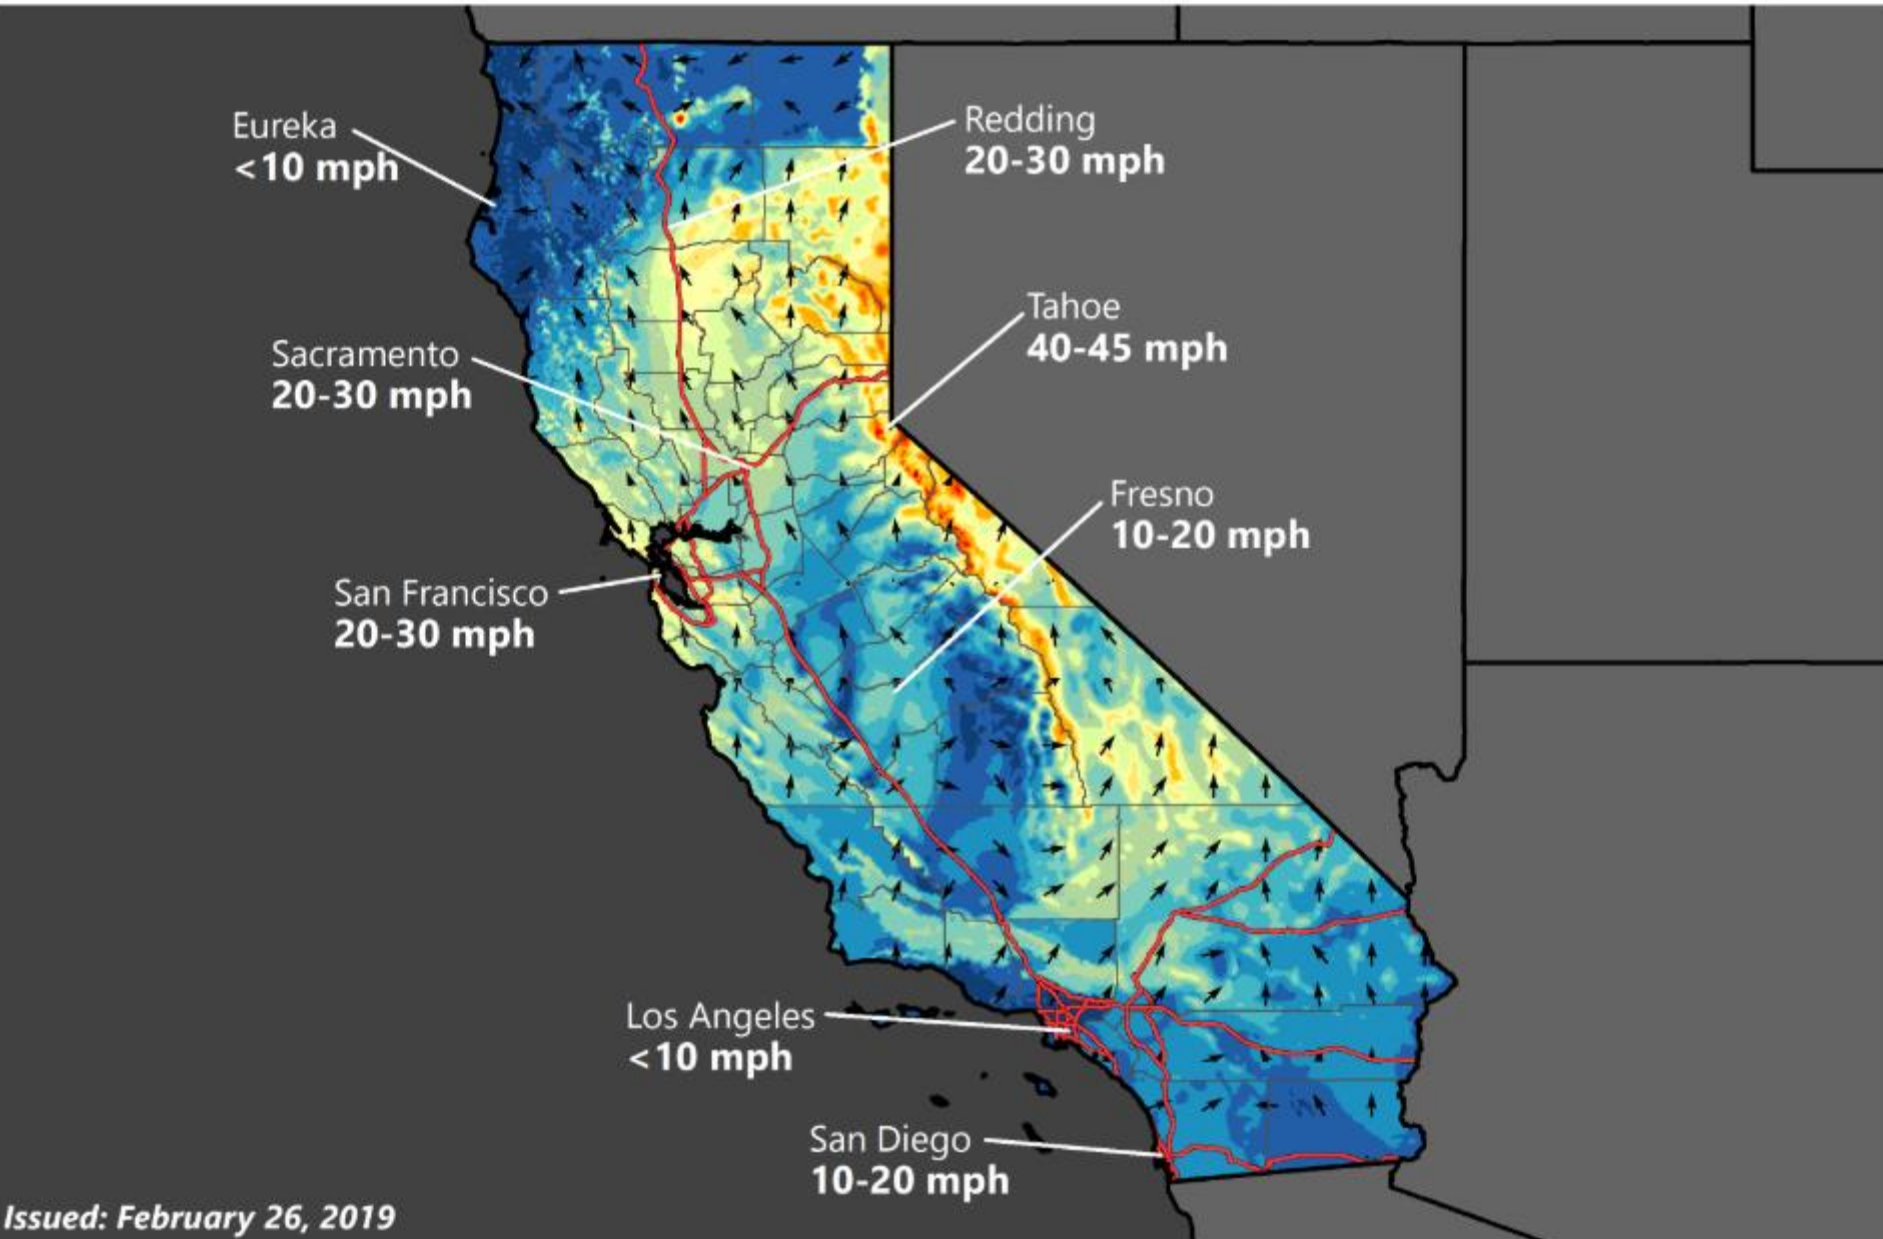 Eureka
<10 mph
Redding
20-30 mph
Tahoe
40-45 mph
Sacramento
20-30 mph
Fresno
10-20 mph
San Francisco
20-30 mph
Los Angeles
<10 mph
San Diego
10-20 mph
Issued: February 26, 2019